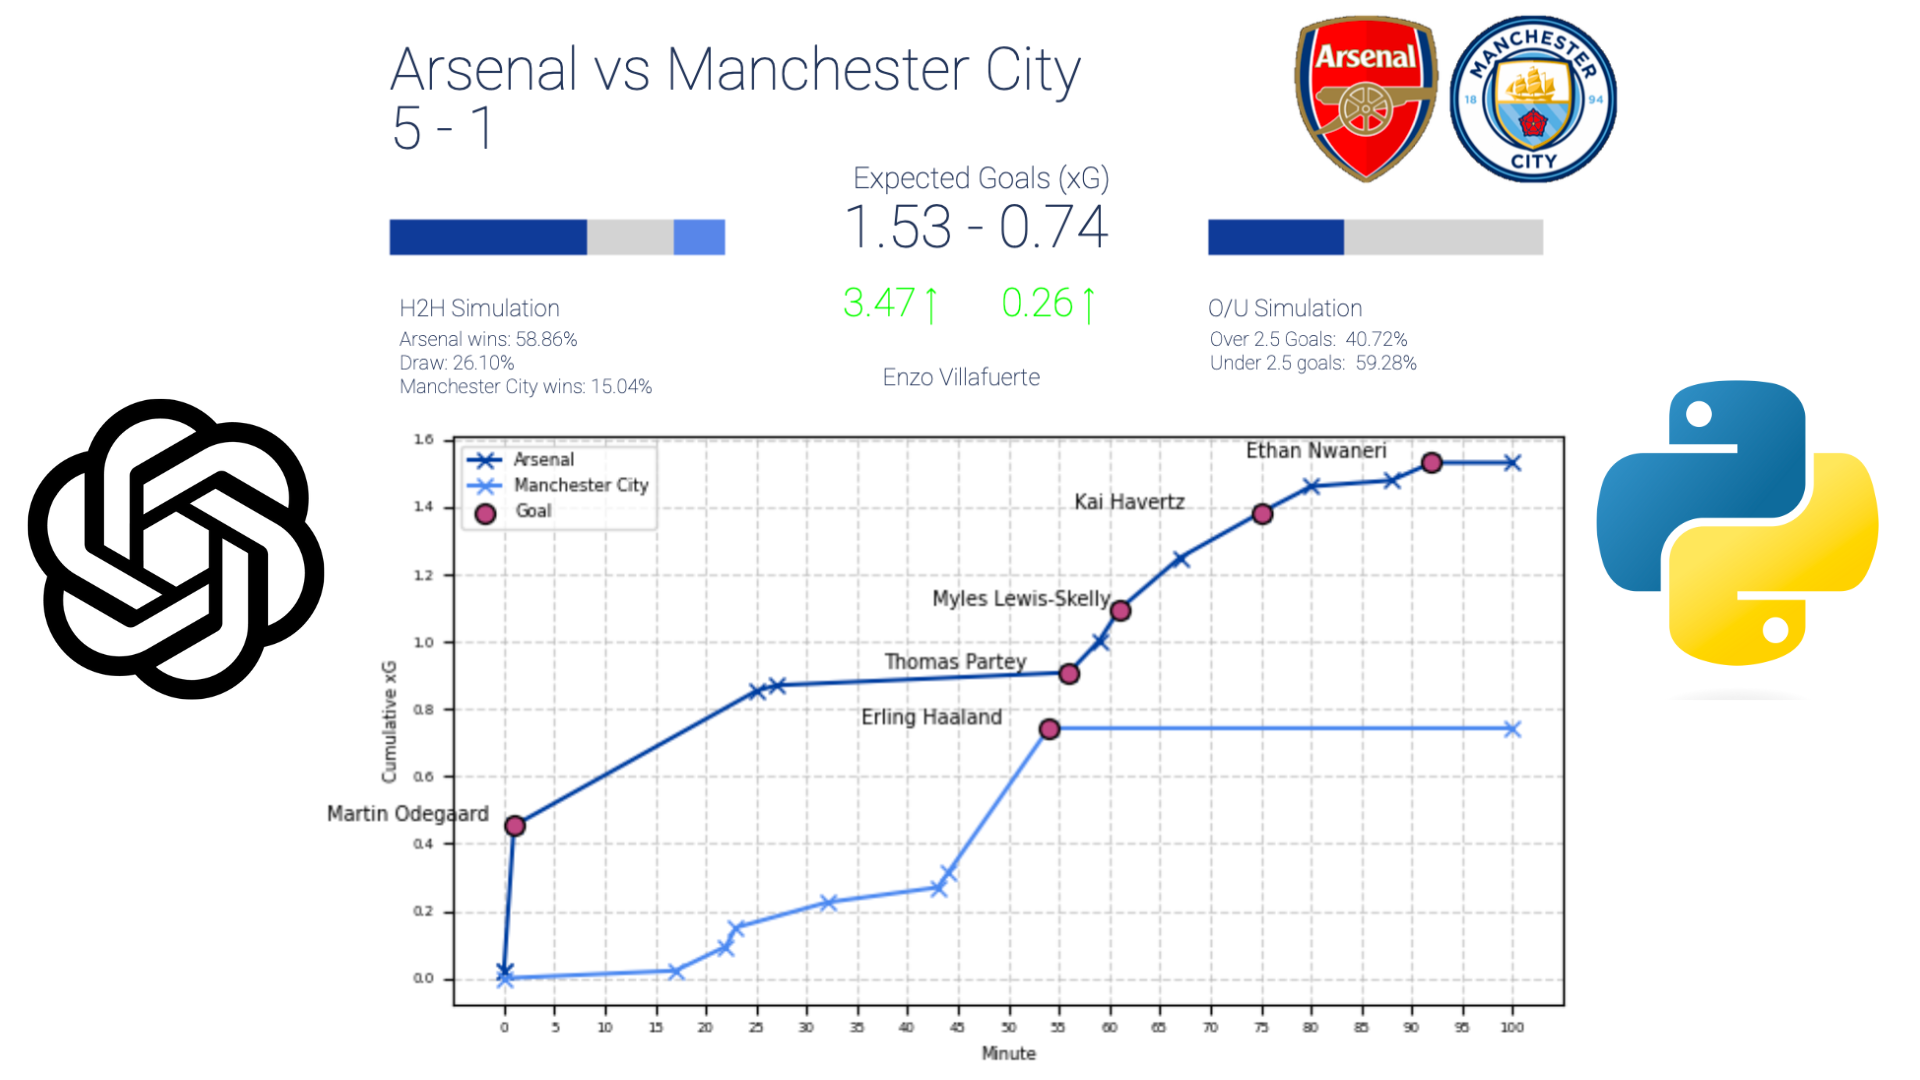 Arsenal vs Manchester City
5 - 1
Arsenal
MANCHESTER
18 94
CITY
Expected Goals (xG)
1.53 - 0.74
3.47↑ 0.26↑
Enzo Villafuerte
H2H Simulation
Arsenal wins: 58.86%
Draw: 26.10%
Manchester City wins: 15.04%
O/U Simulation
Over 2.5 Goals: 40.72%
Under 2.5 goals: 59.28%
Arsenal
Manchester City
Goal
Ethan Nwaneri
Kai Havertz
Myles Lewis-Skelly
Thomas Partey
Erling Haaland
Martin Odegaard
Cumulative xG
1.6
1.4
1.2
1.0
0.8
0.6
0.4
0.2
0.0
0 5 10 15 20 25 30 35 40 45 50 55 60 65 70 75 80 85 90 95 100
Minute